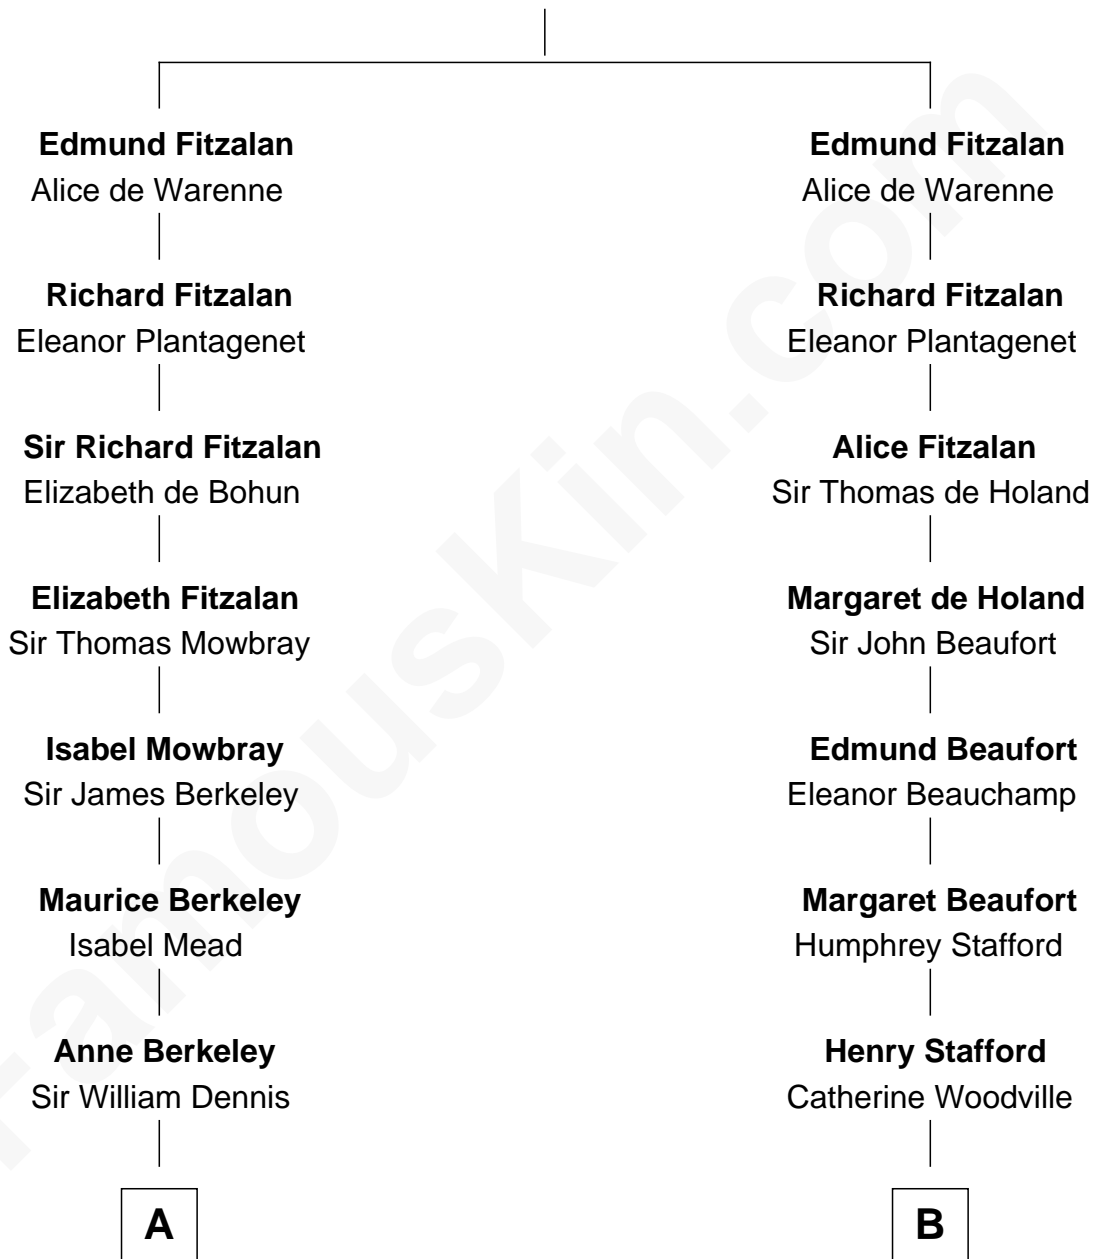 Edmund Fitzalan
Alice de Warenne
Richard Fitzalan
Eleanor Plantagenet
Sir Richard Fitzalan
Elizabeth de Bohun
Elizabeth Fitzalan
Sir Thomas Mowbray
Isabel Mowbray
Sir James Berkeley
Maurice Berkeley
Isabel Mead
Anne Berkeley
Sir William Dennis
A
Edmund Fitzalan
Alice de Warenne
Richard Fitzalan
Eleanor Plantagenet
Alice Fitzalan
Sir Thomas de Holand
Margaret de Holand
Sir John Beaufort
Edmund Beaufort
Eleanor Beauchamp
Margaret Beaufort
Humphrey Stafford
Henry Stafford
Catherine Woodville
B
FamousKin.com